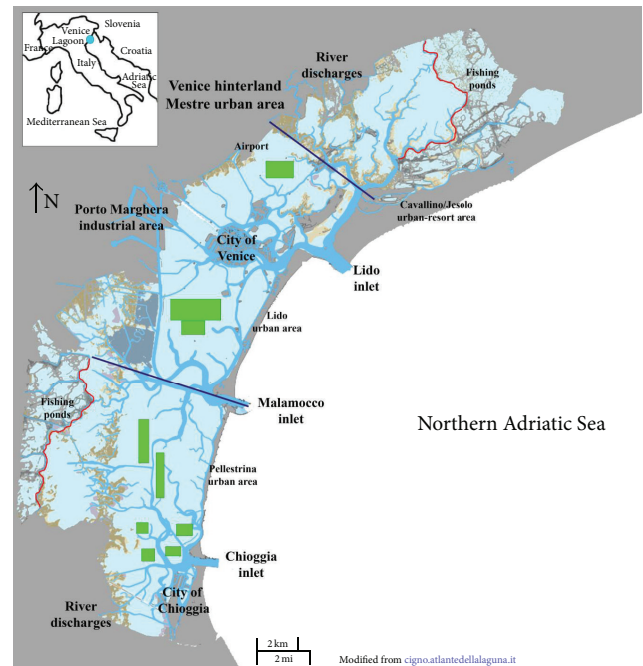 Slovenia
Venice
Lagoon
France
Croatia
Italy
Adriatic
Sea
Mediterranean Sea
River
discharges
Fishing
ponds
Venice hinterland
Mestre urban area
Airport
N
Cavallino/Jesolo
urban-resort area
Porto Marghera
industrial area
City of
Venice
Lido
inlet
Lido
urban area
Fishing
ponds
Malamocco
inlet
Northern Adriatic Sea
Pellestrina
urban area
Chioggia
inlet
City of
Chioggia
River
discharges
2 km
2 mi
Modified from cigno.atlantedellalaguna.it